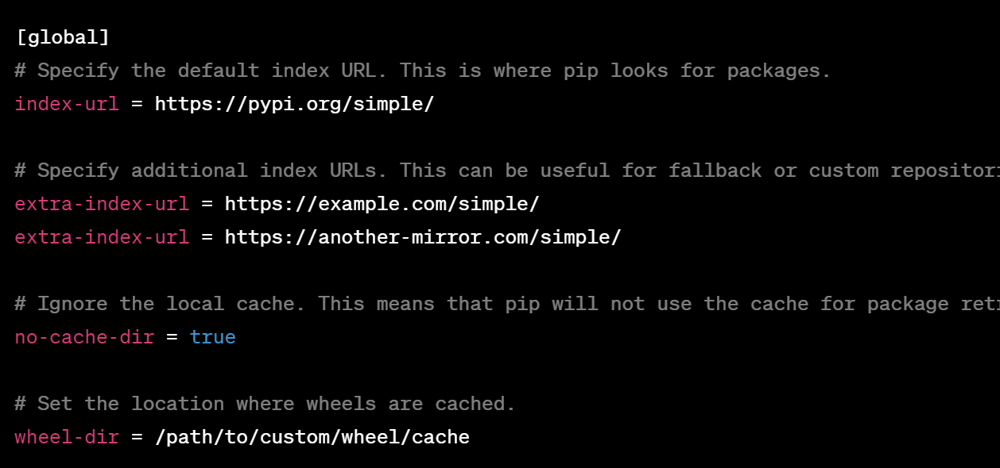 [global]
# Specify the default index URL. This is where pip looks for packages.
index-url = https://pypi.org/simple/
# Specify additional index URLs. This can be useful for fallback or custom repositori
extra-index-url = https://example.com/simple/
extra-index-url = https://another-mirror.com/simple/
# Ignore the local cache. This means that pip will not use the cache for package ret
no-cache-dir = true
# Set the location where wheels are cached.
wheel-dir = /path/to/custom/wheel/cache